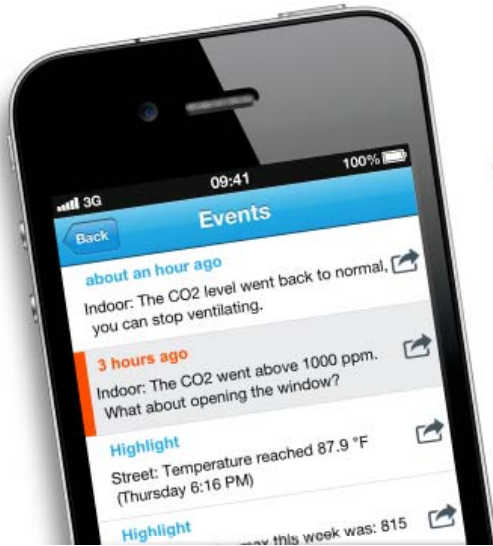 3G 09:41 100%
Back Events
about an hour ago
Indoor: The CO2 level went back to normal,
you can stop ventilating.
3 hours ago
Indoor: The CO2 went above 1000 ppm.
What about opening the window?
Highlight
Street: Temperature reached 87.9 °F
(Thursday 6:16 PM)
Highlight
this week was: 815